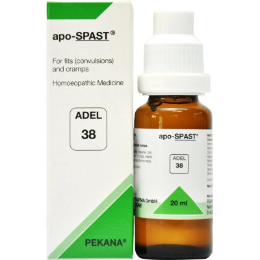 apo-SPAST®
For fits (convulsions)
and cramps
Homoeopathic Medicine
ADEL
38
PEKANA®
apo-SPAST®
ADEL
38
20 ml